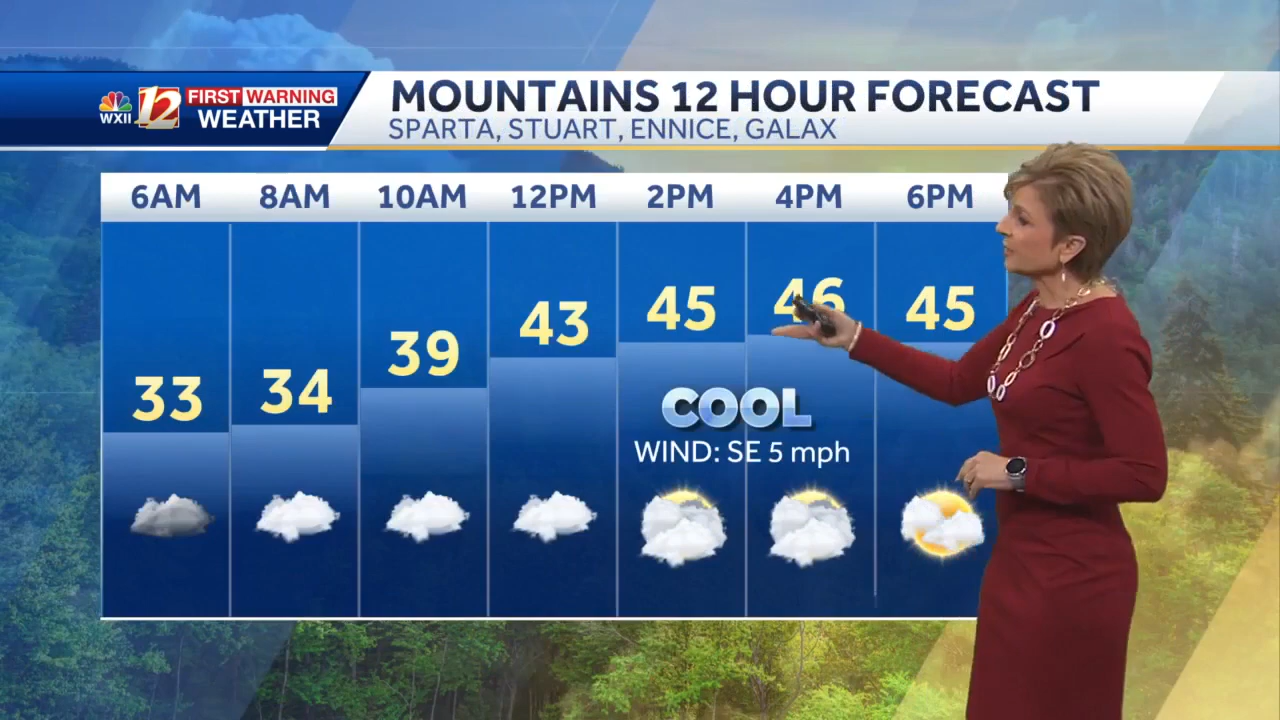 WXII 12 FIRST WARNING
WEATHER
MOUNTAINS 12 HOUR FORECAST
SPARTA, STUART, ENNICE, GALAX
6AM 8AM 10AM 12PM 2PM 4PM 6PM
33 34 39 43 45 46 45
COOL
WIND: SE 5 mph